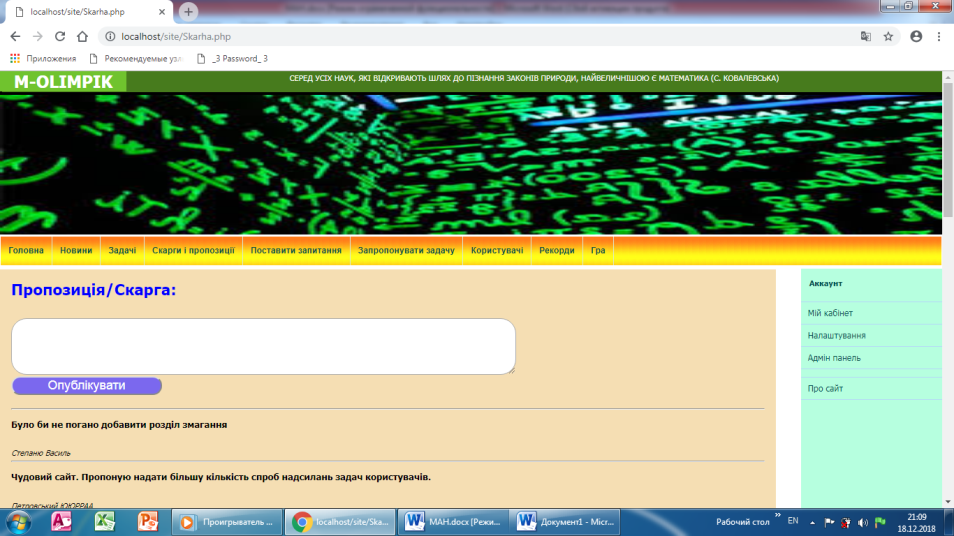 localhost/site/Skarha.php
localhost/site/Skarha.php
Приложения Рекомендуемые узлы _3 Password_ 3
M-OLIMPIK
СЕРЕД УСІХ НАУК, ЯКІ ВІДКРИВАЮТЬ ШЛЯХ ДО ПІЗНАННЯ ЗАКОНІВ ПРИРОДИ, НАЙВЕЛИЧНІШОЮ Є МАТЕМАТИКА (С. КОВАЛЕВСЬКА)
Головна Новини Задачі Скарги і пропозиції Поставити запитання Запропонувати задачу Користувачі Рекорди Гра
Пропозиція/Скарга:
Опублікувати
Було би не погано добавити розділ змагання
Степаню Василь
Чудовий сайт. Пропоную надати більшу кількість спроб надсилань задач користувачів.
Аккаунт
Мій кабінет
Налаштування
Адмін панель
Про сайт
Проигрыватель ...
localhost/site/Ska...
МАН.docx [Режи...
Документ1 - Micr...
Рабочий стол
EN
21:09
18.12.2018